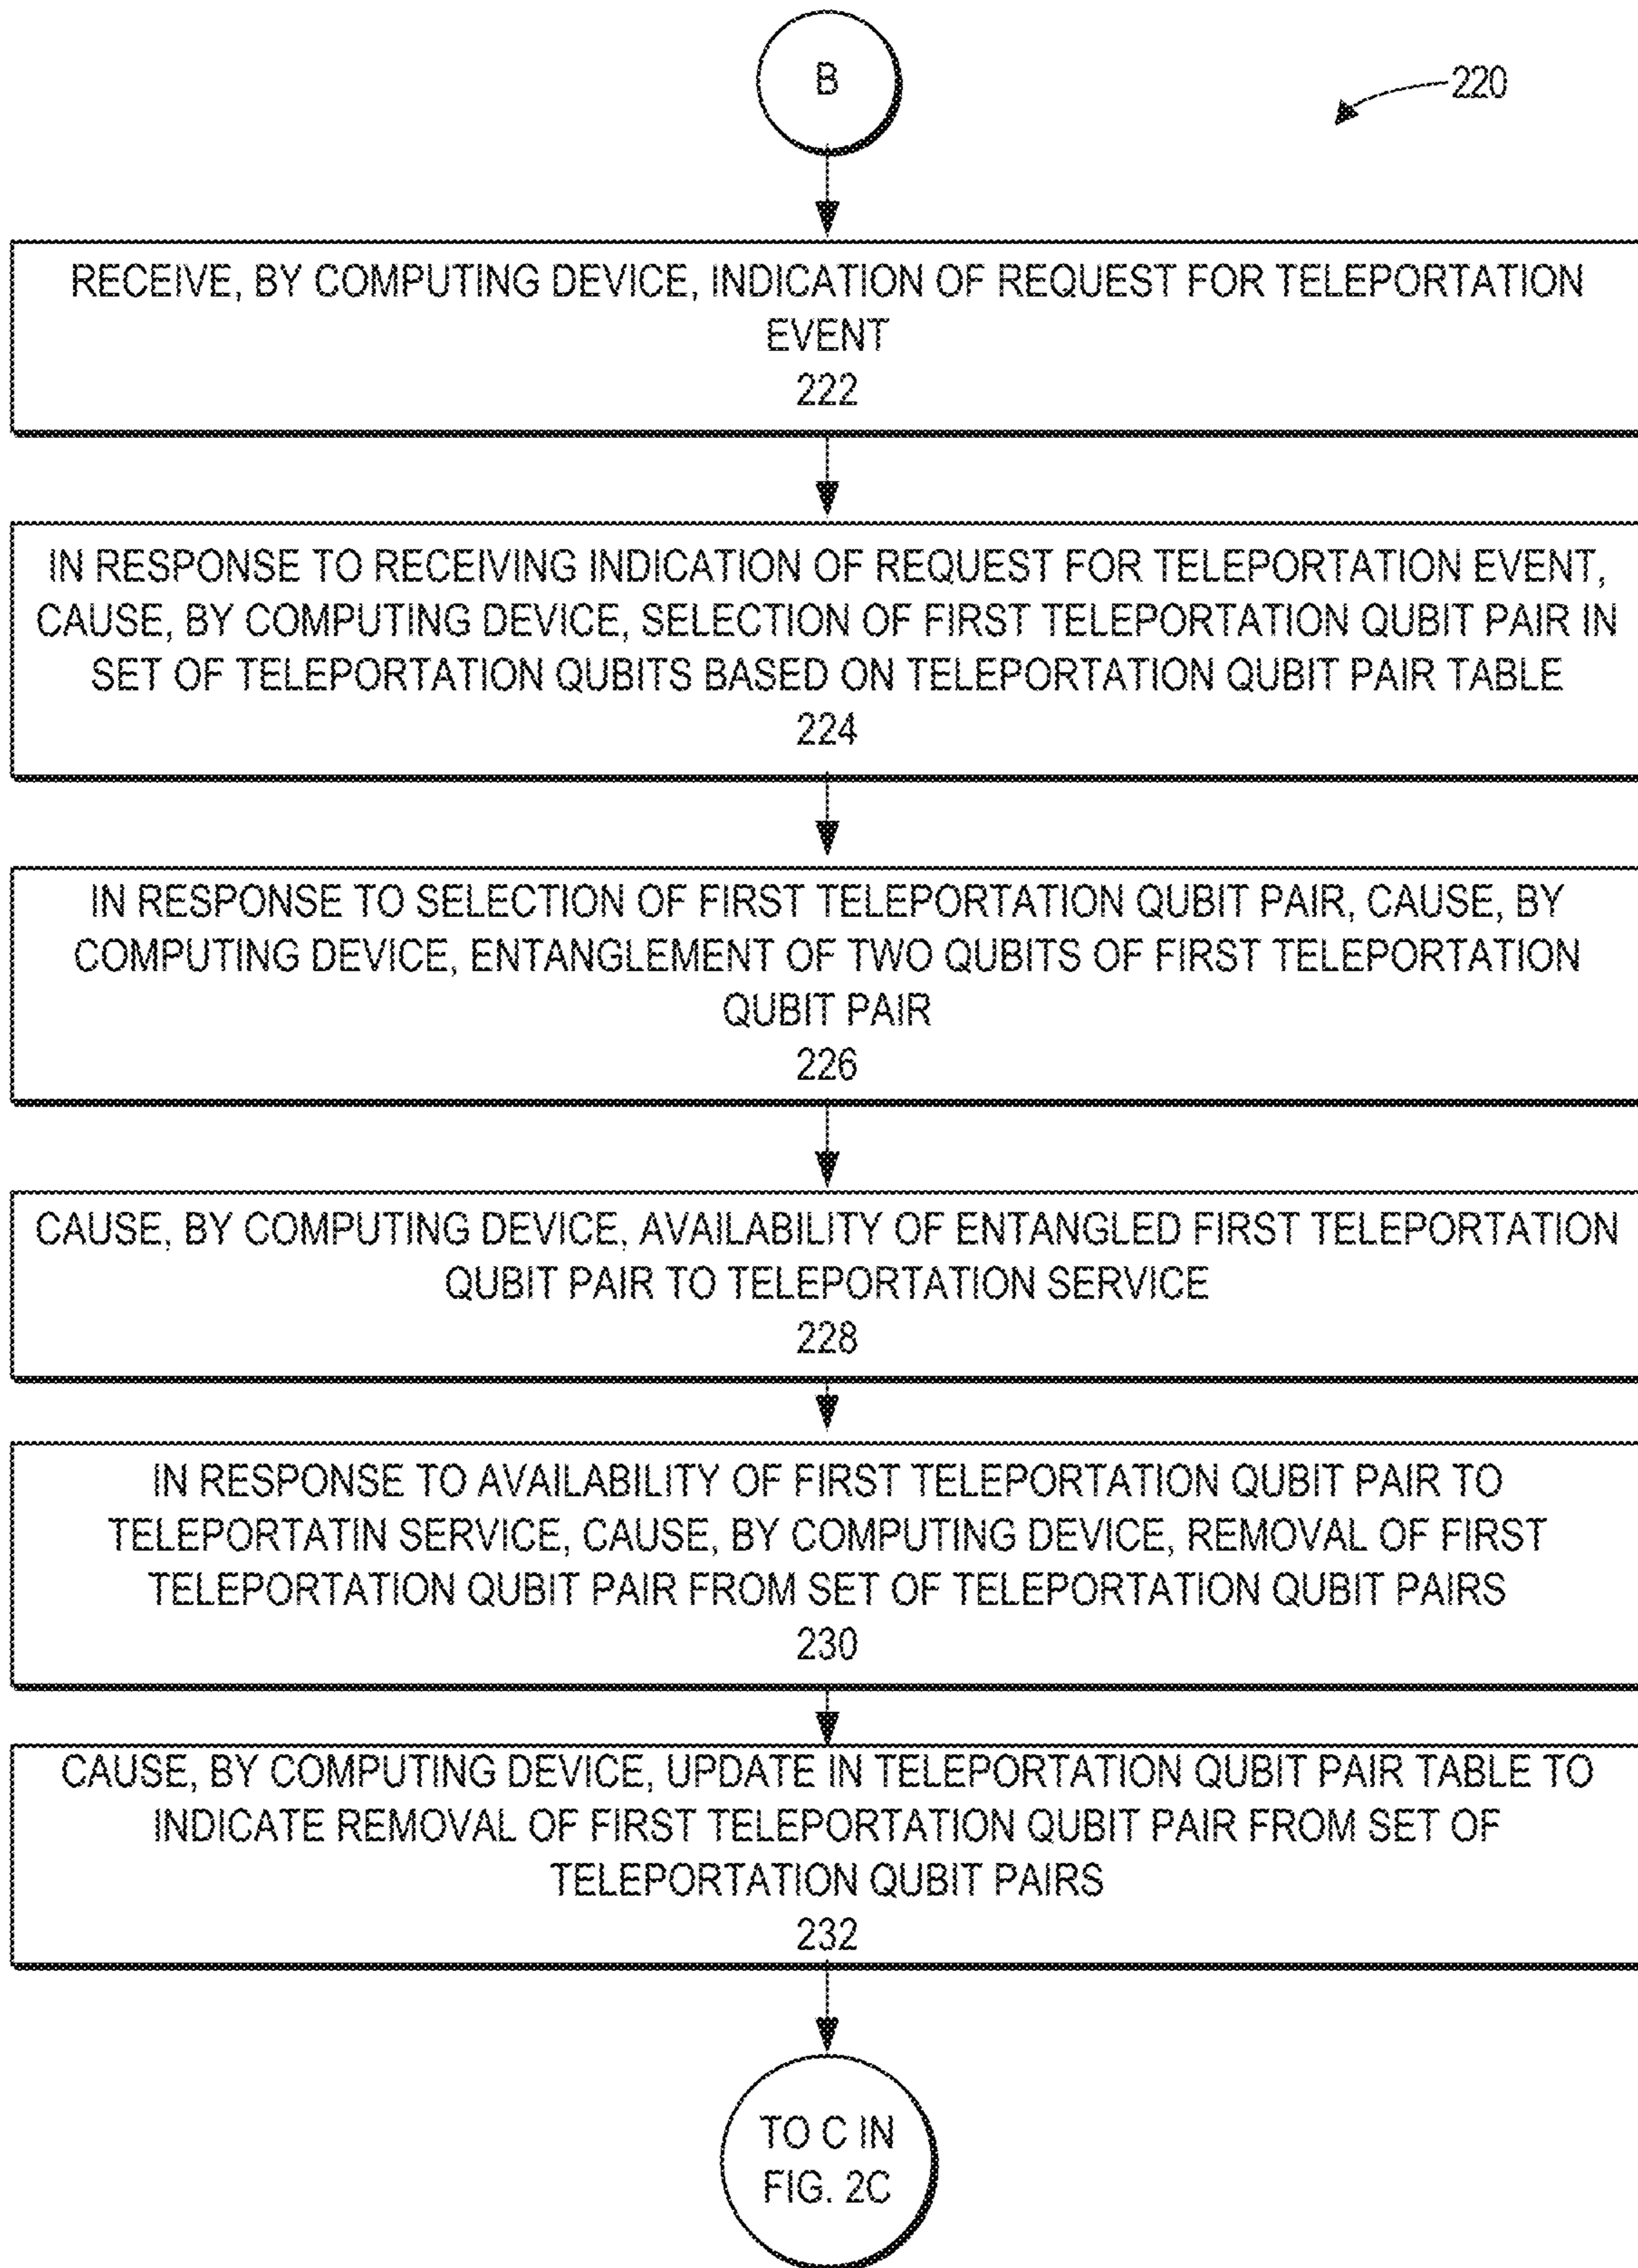 B
220
RECEIVE, BY COMPUTING DEVICE, INDICATION OF REQUEST FOR TELEPORTATION
EVENT
222
IN RESPONSE TO RECEIVING INDICATION OF REQUEST FOR TELEPORTATION EVENT,
CAUSE, BY COMPUTING DEVICE, SELECTION OF FIRST TELEPORTATION QUBIT PAIR IN
SET OF TELEPORTATION QUBITS BASED ON TELEPORTATION QUBIT PAIR TABLE
224
IN RESPONSE TO SELECTION OF FIRST TELEPORTATION QUBIT PAIR, CAUSE, BY
COMPUTING DEVICE, ENTANGLEMENT OF TWO QUBITS OF FIRST TELEPORTATION
QUBIT PAIR
226
CAUSE, BY COMPUTING DEVICE, AVAILABILITY OF ENTANGLED FIRST TELEPORTATION
QUBIT PAIR TO TELEPORTATION SERVICE
228
IN RESPONSE TO AVAILABILITY OF FIRST TELEPORTATION QUBIT PAIR TO
TELEPORTATIN SERVICE, CAUSE, BY COMPUTING DEVICE, REMOVAL OF FIRST
TELEPORTATION QUBIT PAIR FROM SET OF TELEPORTATION QUBIT PAIRS
230
CAUSE, BY COMPUTING DEVICE, UPDATE IN TELEPORTATION QUBIT PAIR TABLE TO
INDICATE REMOVAL OF FIRST TELEPORTATION QUBIT PAIR FROM SET OF
TELEPORTATION QUBIT PAIRS
232
TO C IN
FIG. 2C